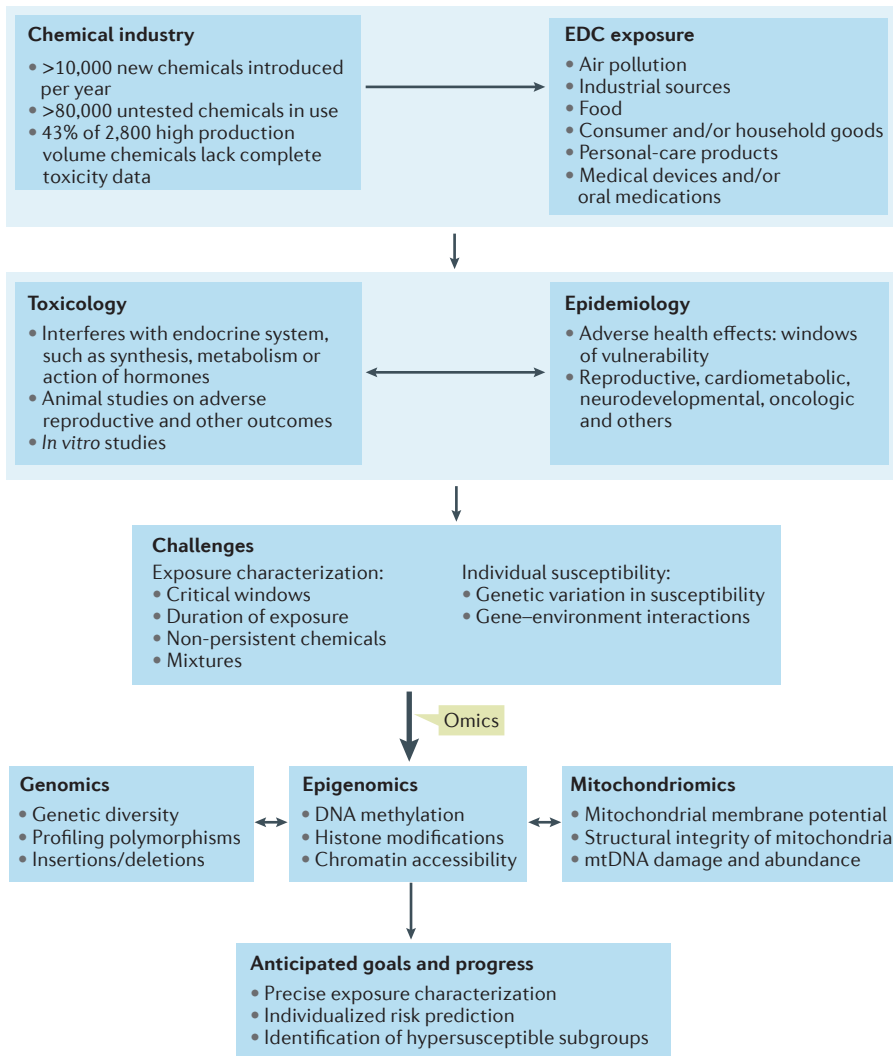 Chemical industry
• >10,000 new chemicals introduced
per year
• >80,000 untested chemicals in use
• 43% of 2,800 high production
volume chemicals lack complete
toxicity data
EDC exposure
• Air pollution
• Industrial sources
• Food
• Consumer and/or household goods
• Personal-care products
• Medical devices and/or
oral medications
Toxicology
• Interferes with endocrine system,
such as synthesis, metabolism or
action of hormones
• Animal studies on adverse
reproductive and other outcomes
• In vitro studies
Epidemiology
• Adverse health effects: windows
of vulnerability
• Reproductive, cardiometabolic,
neurodevelopmental, oncologic
and others
Challenges
Exposure characterization:
• Critical windows
• Duration of exposure
• Non-persistent chemicals
• Mixtures
Individual susceptibility:
• Genetic variation in susceptibility
• Gene–environment interactions
Omics
Genomics
• Genetic diversity
• Profiling polymorphisms
• Insertions/deletions
Epigenomics
• DNA methylation
• Histone modifications
• Chromatin accessibility
Mitochondriomics
• Mitochondrial membrane potential
• Structural integrity of mitochondria
• mtDNA damage and abundance
Anticipated goals and progress
• Precise exposure characterization
• Individualized risk prediction
• Identification of hypersusceptible subgroups